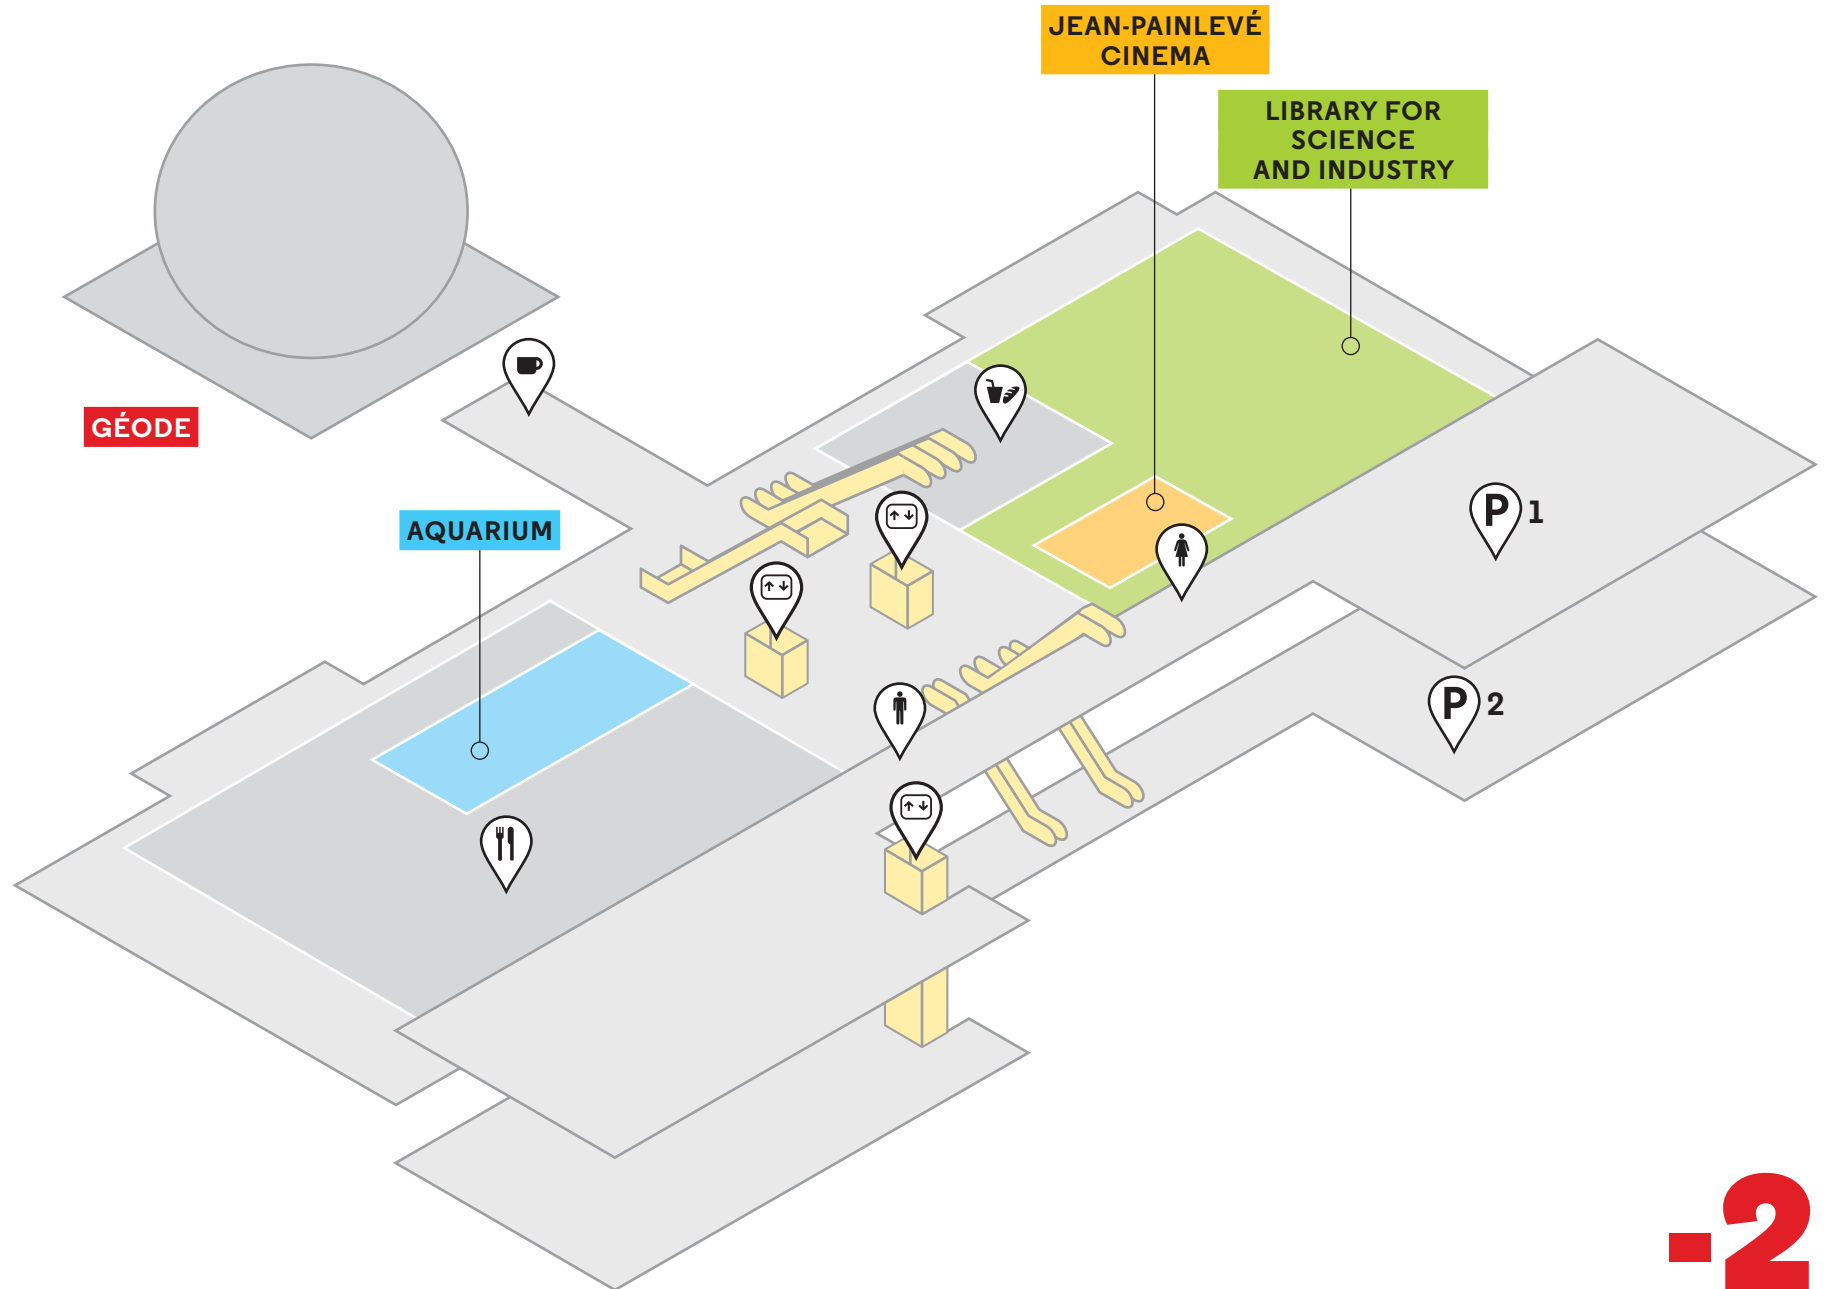 JEAN-PAINLEVÉ
CINEMA
LIBRARY FOR
SCIENCE
AND INDUSTRY
GÉODE
AQUARIUM
P 1
P 2
-2